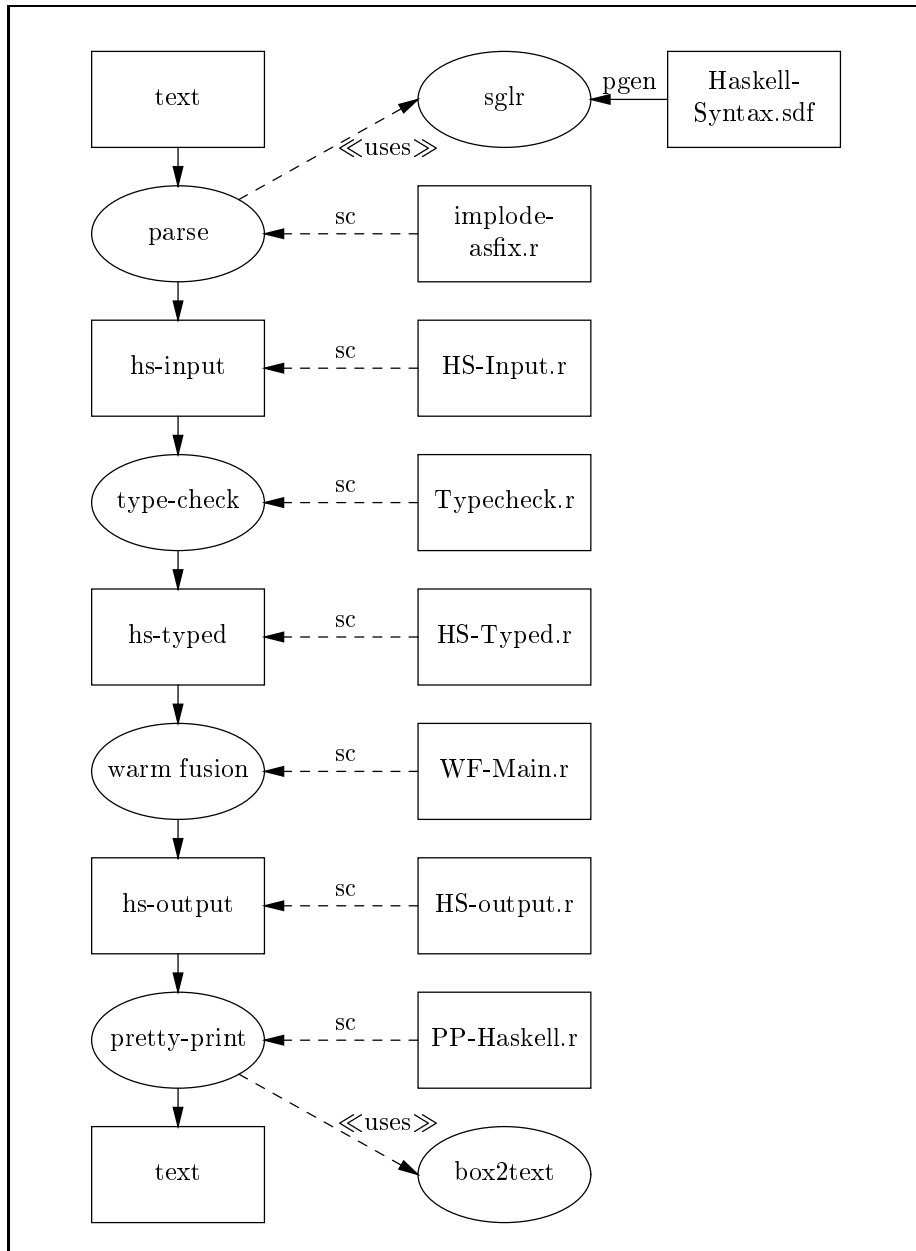 text
sglr
pgen
Haskell-
Syntax.sdf
≪uses≫
parse
sc
implode-
asfix.r
hs-input
sc
HS-Input.r
type-check
sc
Typecheck.r
hs-typed
sc
HS-Typed.r
warm fusion
sc
WF-Main.r
hs-output
sc
HS-output.r
pretty-print
sc
PP-Haskell.r
≪uses≫
text
box2text